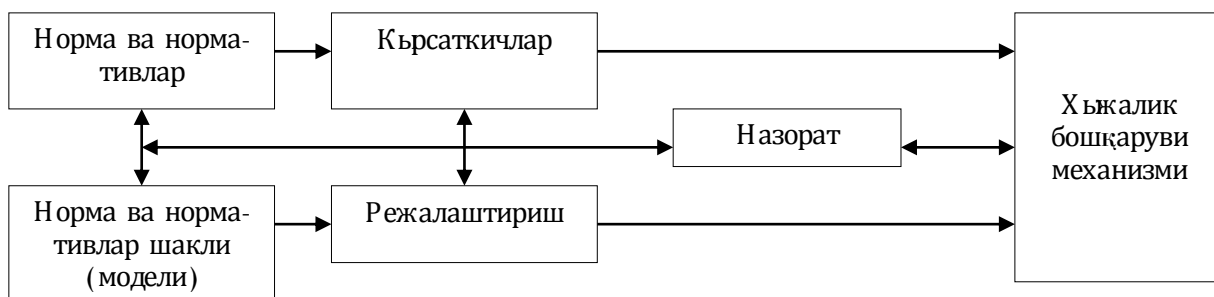 Норма ва норма-
тивлар
Кьрсаткичлар
Назорат
Хьжалик
бошқаруви
механизми
Норма ва норма-
тивлар шакли
(модели)
Режалаштириш